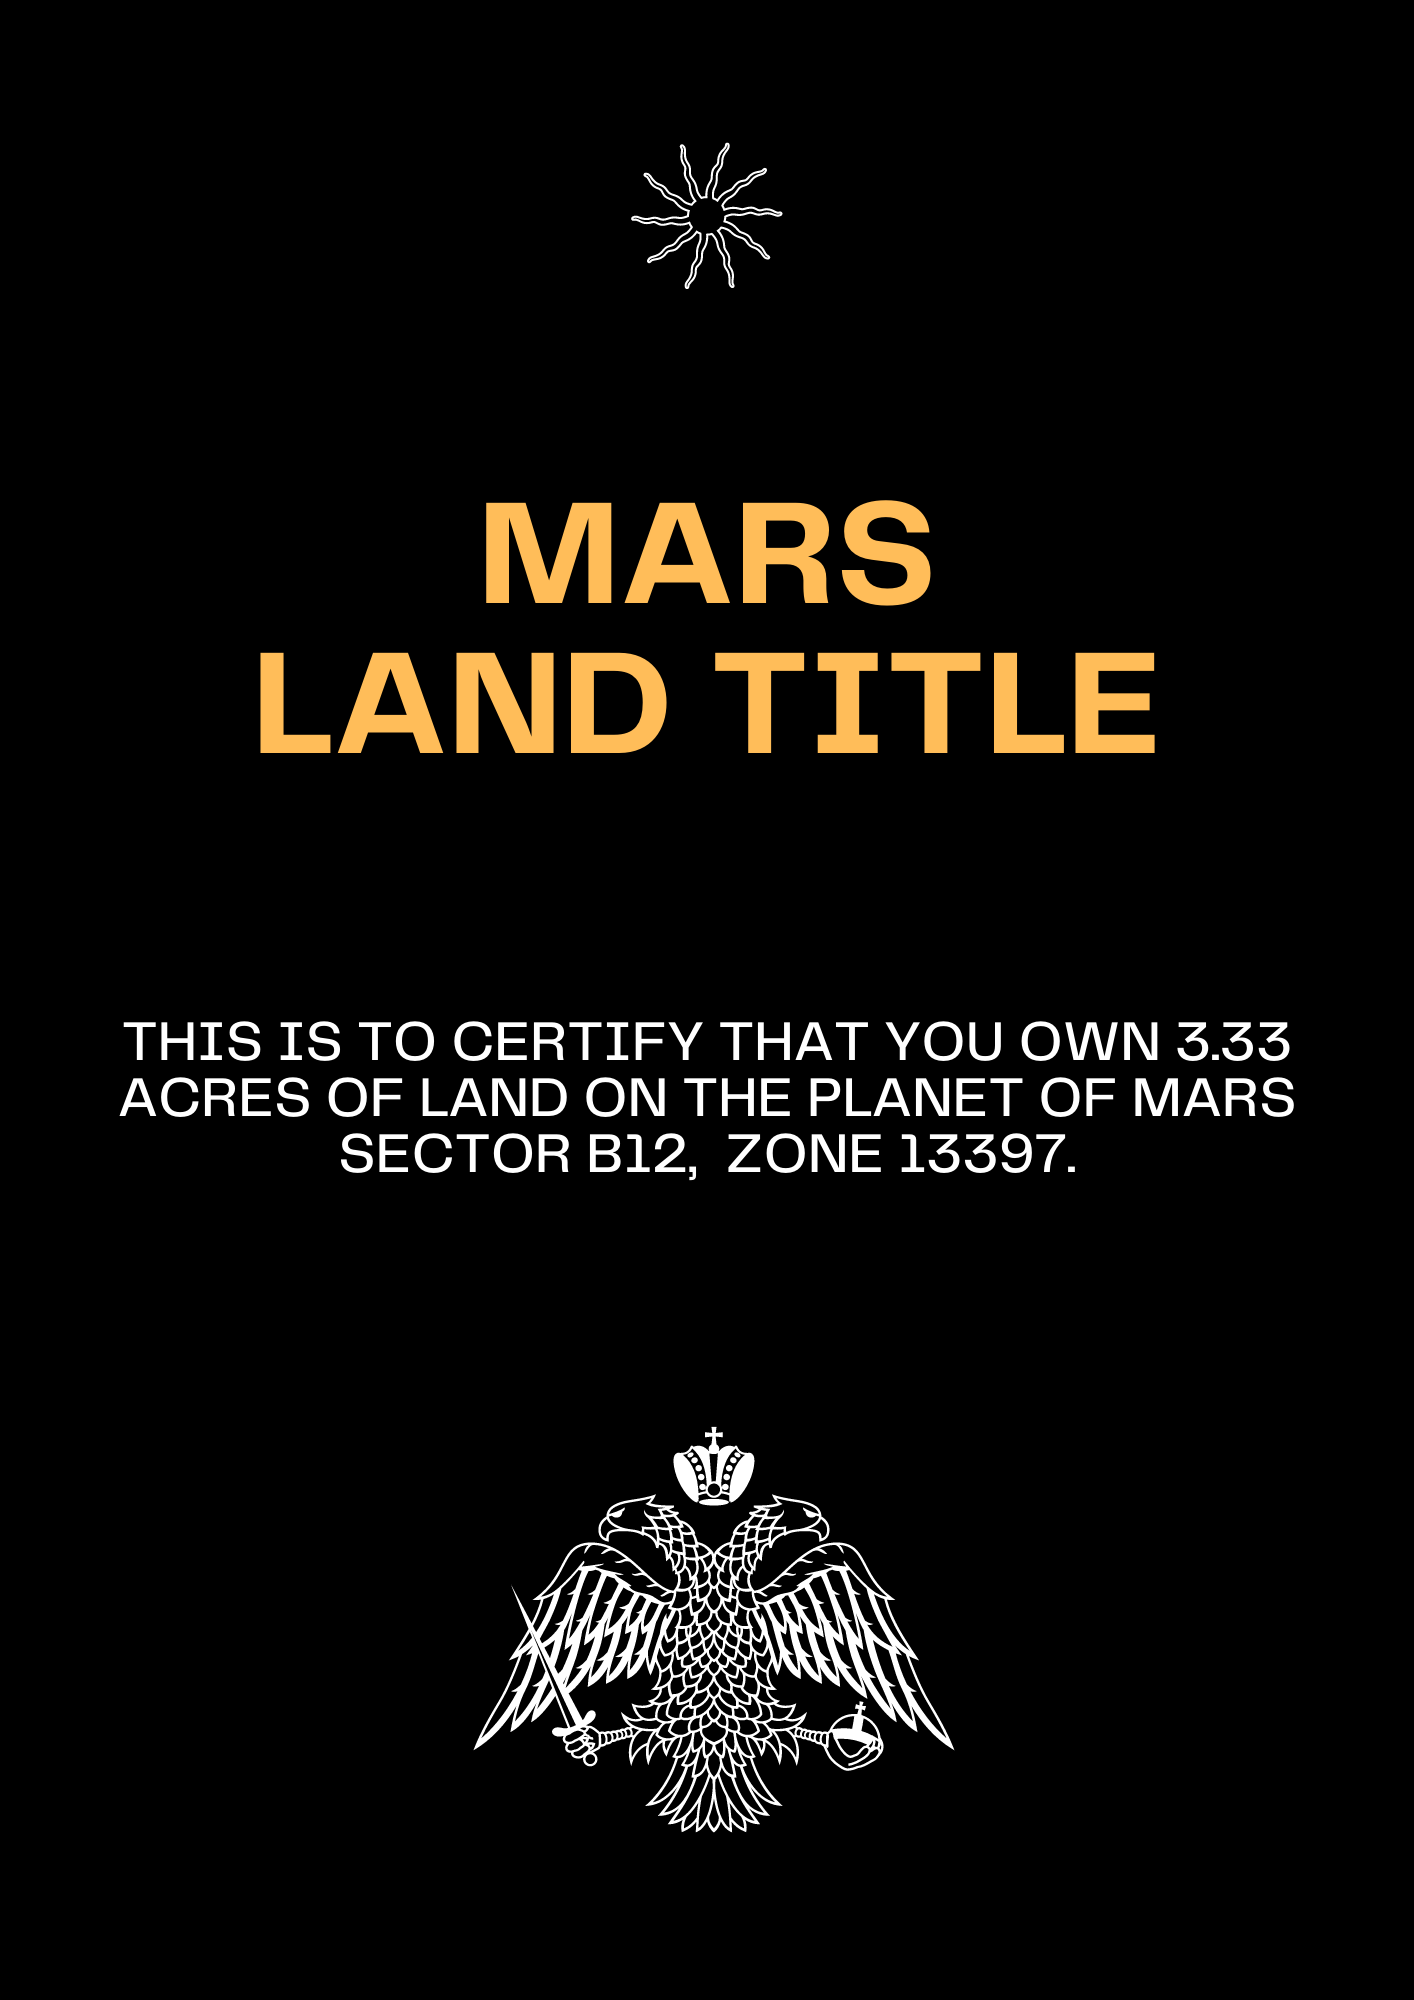 MARS
LAND TITLE
THIS IS TO CERTIFY THAT YOU OWN 3.33
ACRES OF LAND ON THE PLANET OF MARS
SECTOR B12,  ZONE 13397.